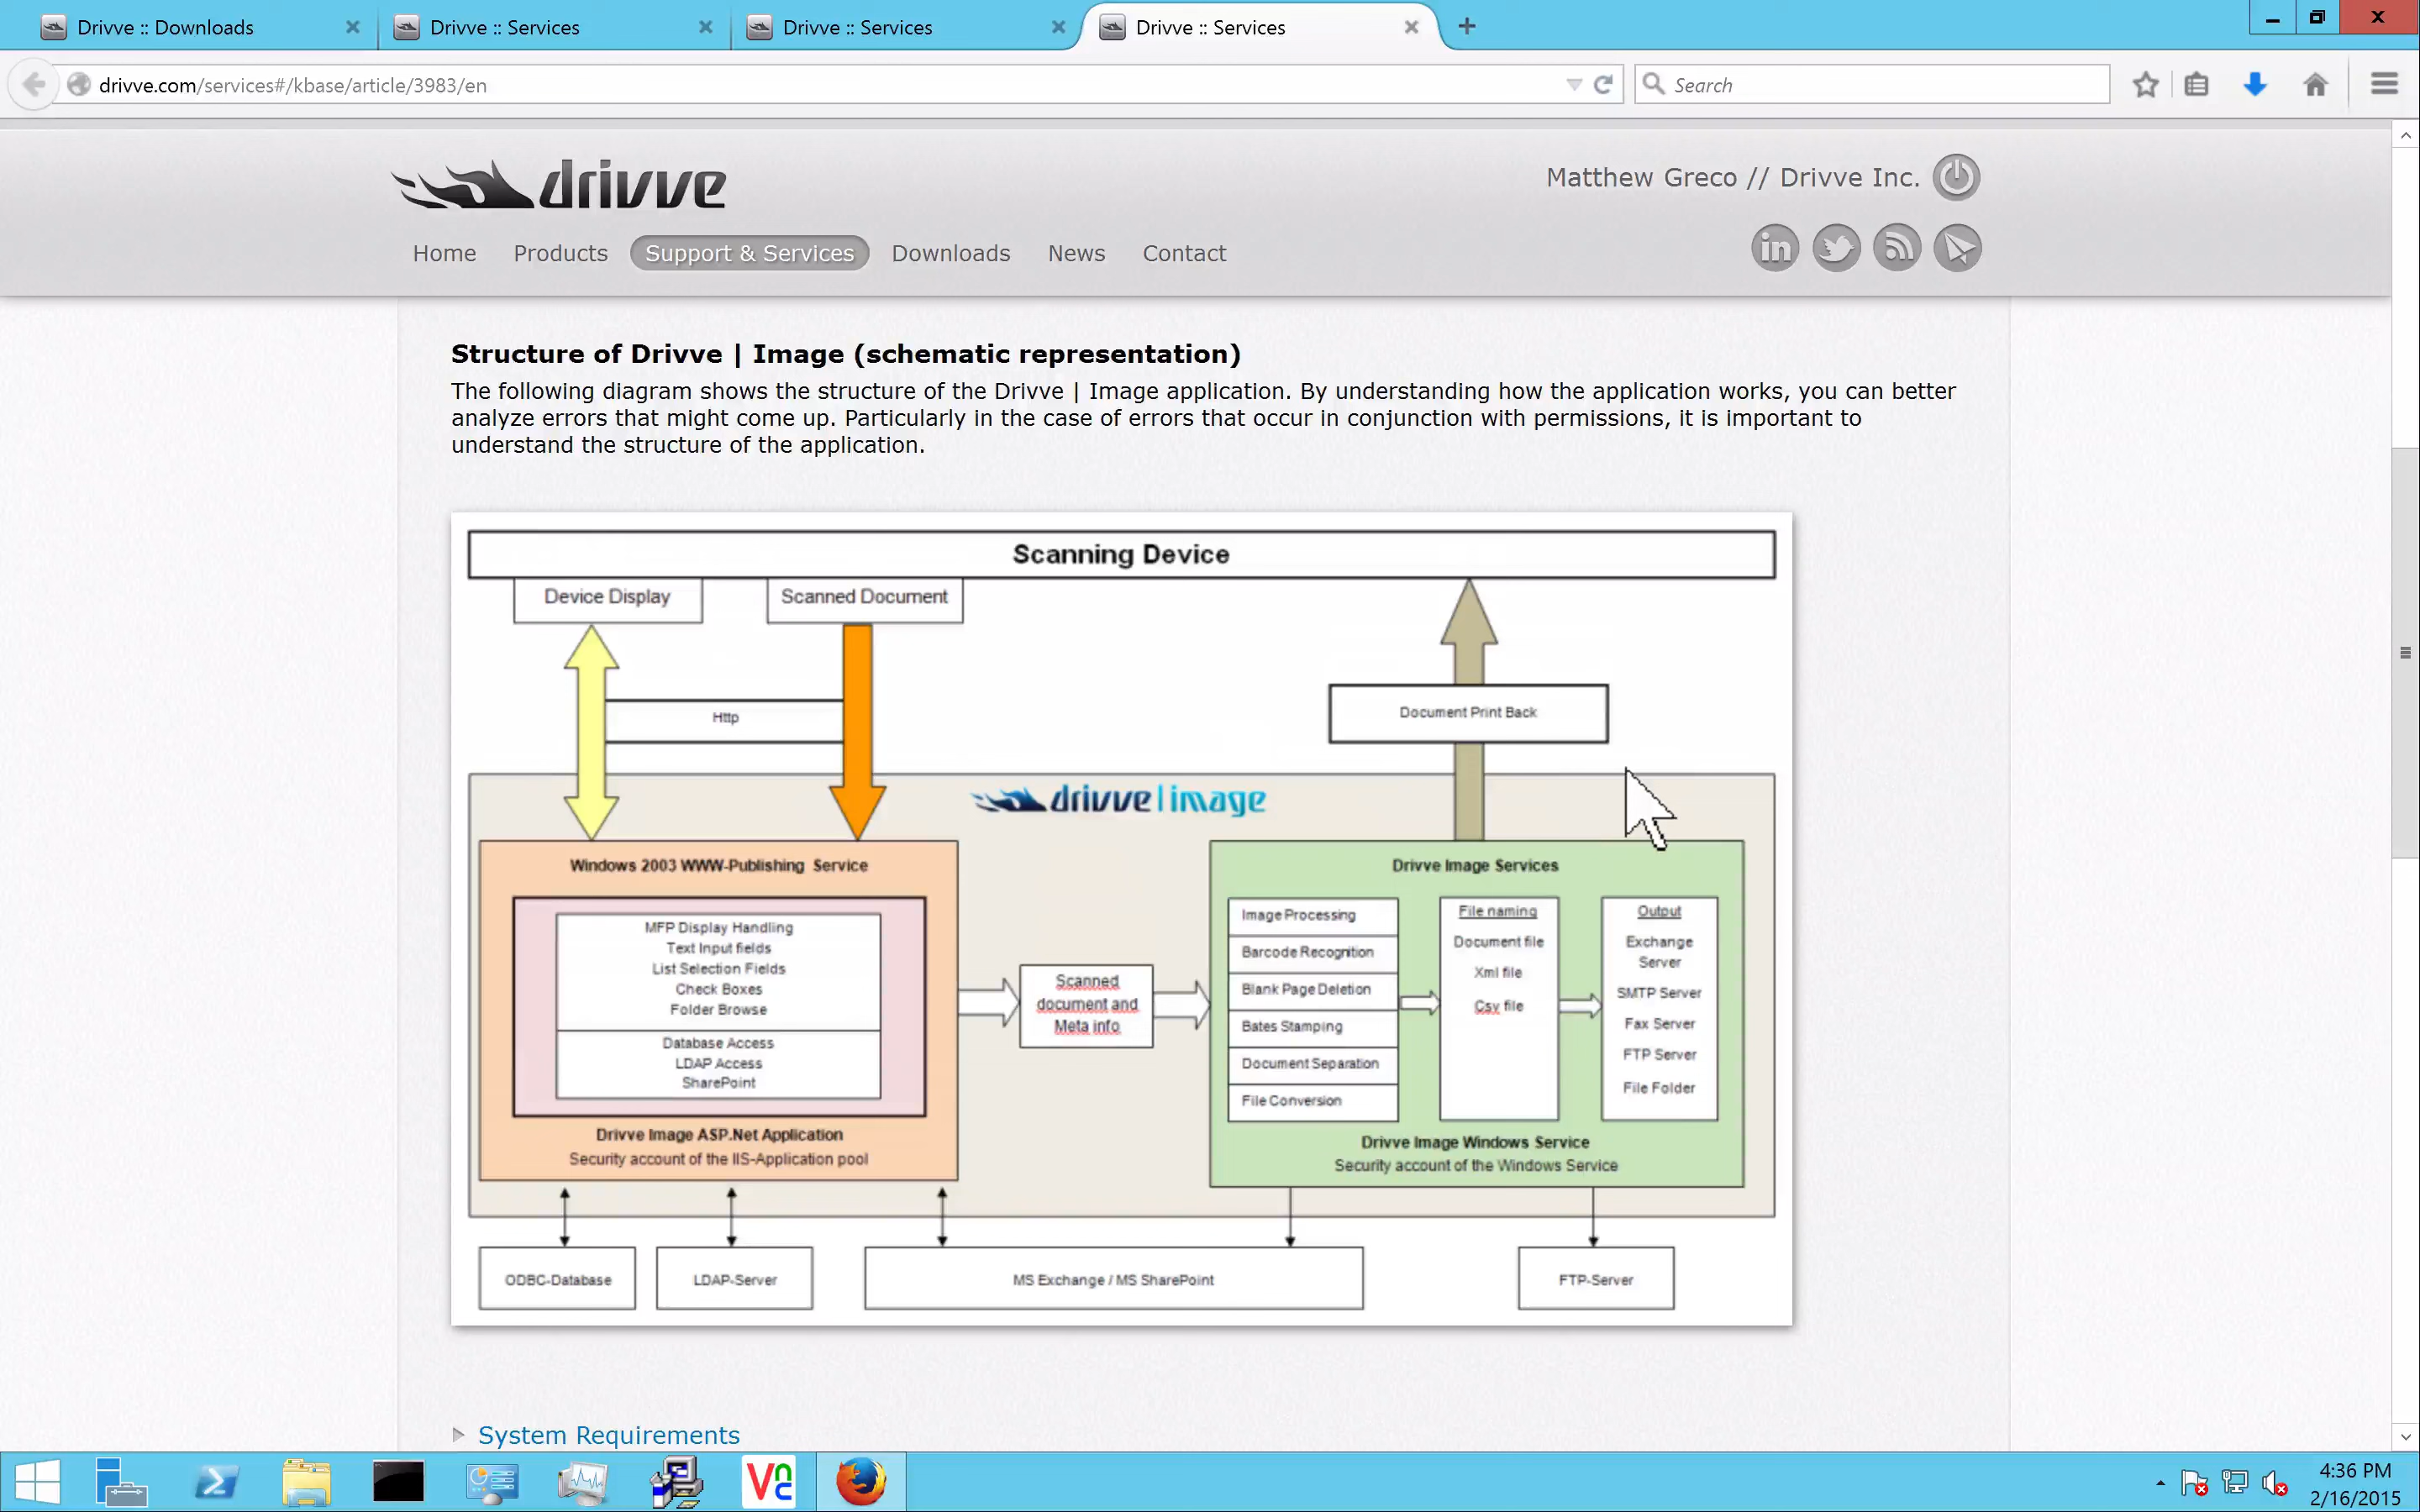 Drivve :: Downloads
Drivve :: Services
Drivve :: Services
Drivve :: Services
drivve.com/services#/kbase/article/3983/en
Search
drivve
Matthew Greco // Drivve Inc.
Home
Products
Support & Services
Downloads
News
Contact
in
Structure of Drivve | Image (schematic representation)
The following diagram shows the structure of the Drivve | Image application. By understanding how the application works, you can better
analyze errors that might come up. Particularly in the case of errors that occur in conjunction with permissions, it is important to
understand the structure of the application.
Scanning Device
Device Display
Scanned Document
Http
Document Print Back
drivve|image
Windows 2003 WWW-Publishing Service
MFP Display Handling
Text Input fields
List Selection Fields
Check Boxes
Folder Browse
Database Access
LDAP Access
SharePoint
Drivve Image ASP.Net Application
Security account of the IIS-Application pool
Scanned
document and
Meta info
Drivve Image Services
Image Processing
Barcode Recognition
Blank Page Deletion
Bates Stamping
Document Separation
File Conversion
File naming
Document file
Xml file
Csy file
Output
Exchange
Server
SMTP Server
Fax Server
FTP Server
File Folder
Drivve Image Windows Service
Security account of the Windows Service
ODBC-Database
LDAP-Server
MS Exchange / MS SharePoint
FTP-Server
System Requirements
4:36 PM
2/16/2015